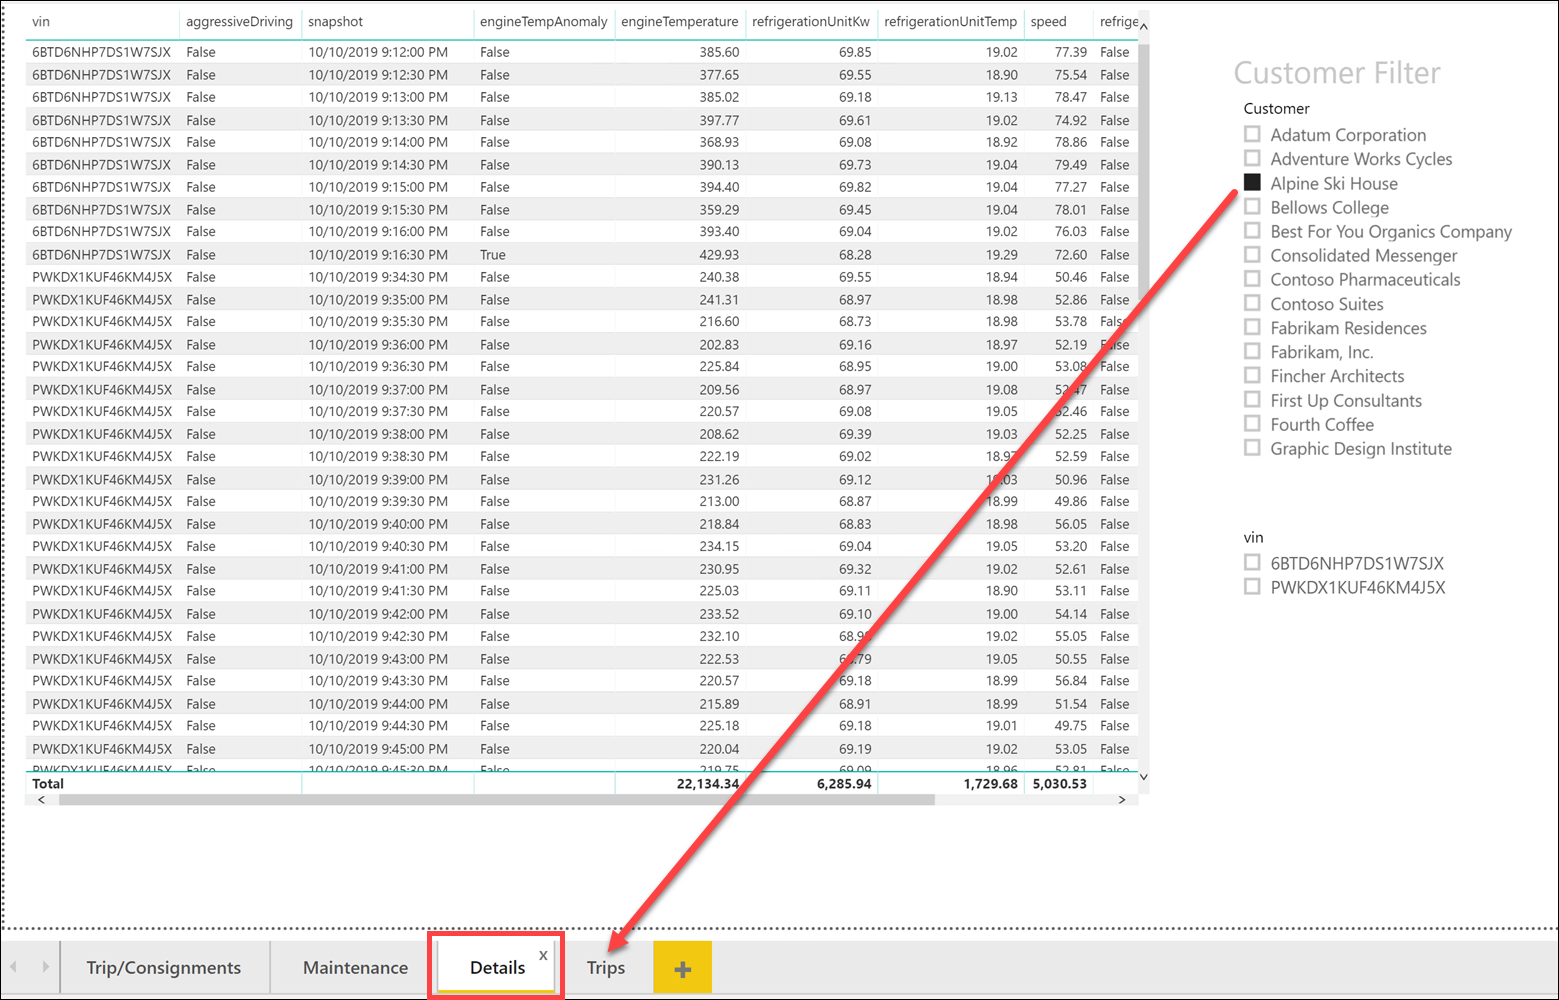 vin aggressiveDriving snapshot engineTempAnomaly engineTemperature refrigerationUnitKw refrigerationUnitTemp speed refrige
6BTD6NHP7DS1W7SJX False 10/10/2019 9:12:00 PM False 385.60 69.85 19.02 77.39 False
6BTD6NHP7DS1W7SJX False 10/10/2019 9:12:30 PM False 377.65 69.55 18.90 75.54 False
6BTD6NHP7DS1W7SJX False 10/10/2019 9:13:00 PM False 385.02 69.18 19.13 78.47 False
6BTD6NHP7DS1W7SJX False 10/10/2019 9:13:30 PM False 397.77 69.61 19.02 74.92 False
6BTD6NHP7DS1W7SJX False 10/10/2019 9:14:00 PM False 368.93 69.08 18.92 78.86 False
6BTD6NHP7DS1W7SJX False 10/10/2019 9:14:30 PM False 390.13 69.73 19.04 79.49 False
6BTD6NHP7DS1W7SJX False 10/10/2019 9:15:00 PM False 394.40 69.82 19.04 77.27 False
6BTD6NHP7DS1W7SJX False 10/10/2019 9:15:30 PM False 359.29 69.45 19.04 78.01 False
6BTD6NHP7DS1W7SJX False 10/10/2019 9:16:00 PM False 393.40 69.04 19.02 76.03 False
6BTD6NHP7DS1W7SJX False 10/10/2019 9:16:30 PM True 429.93 68.28 19.29 72.60 False
PWKDX1KUF46KM4J5X False 10/10/2019 9:34:30 PM False 240.38 69.55 18.94 50.46 False
PWKDX1KUF46KM4J5X False 10/10/2019 9:35:00 PM False 241.31 68.97 18.98 52.86 False
PWKDX1KUF46KM4J5X False 10/10/2019 9:35:30 PM False 216.60 68.73 18.98 53.78 False
PWKDX1KUF46KM4J5X False 10/10/2019 9:36:00 PM False 202.83 69.16 18.97 52.19 False
PWKDX1KUF46KM4J5X False 10/10/2019 9:36:30 PM False 225.84 68.95 19.00 53.08 False
PWKDX1KUF46KM4J5X False 10/10/2019 9:37:00 PM False 209.56 68.97 19.08 52.47 False
PWKDX1KUF46KM4J5X False 10/10/2019 9:37:30 PM False 220.57 69.08 19.05 52.46 False
PWKDX1KUF46KM4J5X False 10/10/2019 9:38:00 PM False 208.62 69.39 19.03 52.25 False
PWKDX1KUF46KM4J5X False 10/10/2019 9:38:30 PM False 222.19 69.02 18.97 52.59 False
PWKDX1KUF46KM4J5X False 10/10/2019 9:39:00 PM False 231.26 69.12 19.03 50.96 False
PWKDX1KUF46KM4J5X False 10/10/2019 9:39:30 PM False 213.00 68.87 18.99 49.86 False
PWKDX1KUF46KM4J5X False 10/10/2019 9:40:00 PM False 218.84 68.83 18.98 56.05 False
PWKDX1KUF46KM4J5X False 10/10/2019 9:40:30 PM False 234.15 69.04 19.05 53.20 False
PWKDX1KUF46KM4J5X False 10/10/2019 9:41:00 PM False 230.95 69.32 19.02 52.61 False
PWKDX1KUF46KM4J5X False 10/10/2019 9:41:30 PM False 225.03 69.11 18.90 53.11 False
PWKDX1KUF46KM4J5X False 10/10/2019 9:42:00 PM False 233.52 69.10 19.00 54.14 False
PWKDX1KUF46KM4J5X False 10/10/2019 9:42:30 PM False 232.10 19.02 55.05 False
PWKDX1KUF46KM4J5X False 10/10/2019 9:43:00 PM False 222.53 19.05 50.55 False
PWKDX1KUF46KM4J5X False 10/10/2019 9:43:30 PM False 220.57 69.18 18.99 56.84 False
PWKDX1KUF46KM4J5X False 10/10/2019 9:44:00 PM False 215.89 68.91 18.99 51.54 False
PWKDX1KUF46KM4J5X False 10/10/2019 9:44:30 PM False 225.18 69.18 19.01 49.75 False
PWKDX1KUF46KM4J5X False 10/10/2019 9:45:00 PM False 220.04 69.19 19.02 53.05 False
PWKDX1KUF46KM4J5X False 10/10/2019 9:45:30 PM False 219.75 69.09 18.96 52.81 False
Total 22,134.34 6,285.94 1,729.68 5,030.53
Customer Filter
Customer
Adatum Corporation
Adventure Works Cycles
Alpine Ski House
Bellows College
Best For You Organics Company
Consolidated Messenger
Contoso Pharmaceuticals
Contoso Suites
Fabrikam Residences
Fabrikam, Inc.
Fincher Architects
First Up Consultants
Fourth Coffee
Graphic Design Institute
vin
6BTD6NHP7DS1W7SJX
PWKDX1KUF46KM4J5X
Trip/Consignments Maintenance Details x Trips +